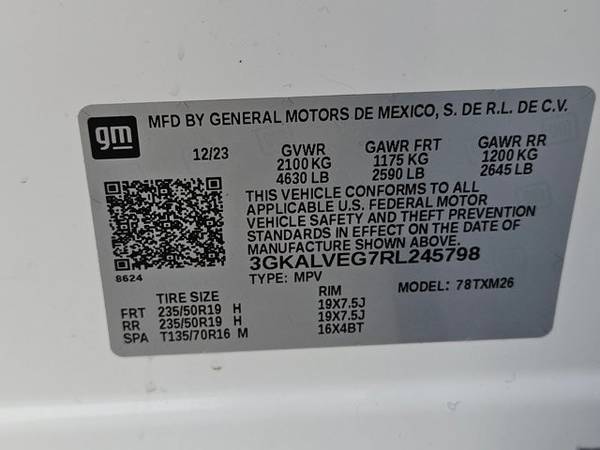 gm
MFD BY GENERAL MOTORS DE MEXICO, S. DE R.L. DE C.V.
12/23 GVWR GAWR FRT GAWR RR
2100 KG 1175 KG 1200 KG
4630 LB 2590 LB 2645 LB
THIS VEHICLE CONFORMS TO ALL
APPLICABLE U.S. FEDERAL MOTOR
VEHICLE SAFETY AND THEFT PREVENTION
STANDARDS IN EFFECT ON THE DATE OF
MANUFACTURE SHOWN ABOVE.
8624 3GKALVEG7RL245798
TYPE: MPV MODEL: 78TXM26
TIRE SIZE RIM
FRT 235/50R19 H 19X7.5J
RR 235/50R19 H 19X7.5J
SPA T135/70R16 M 16X4BT